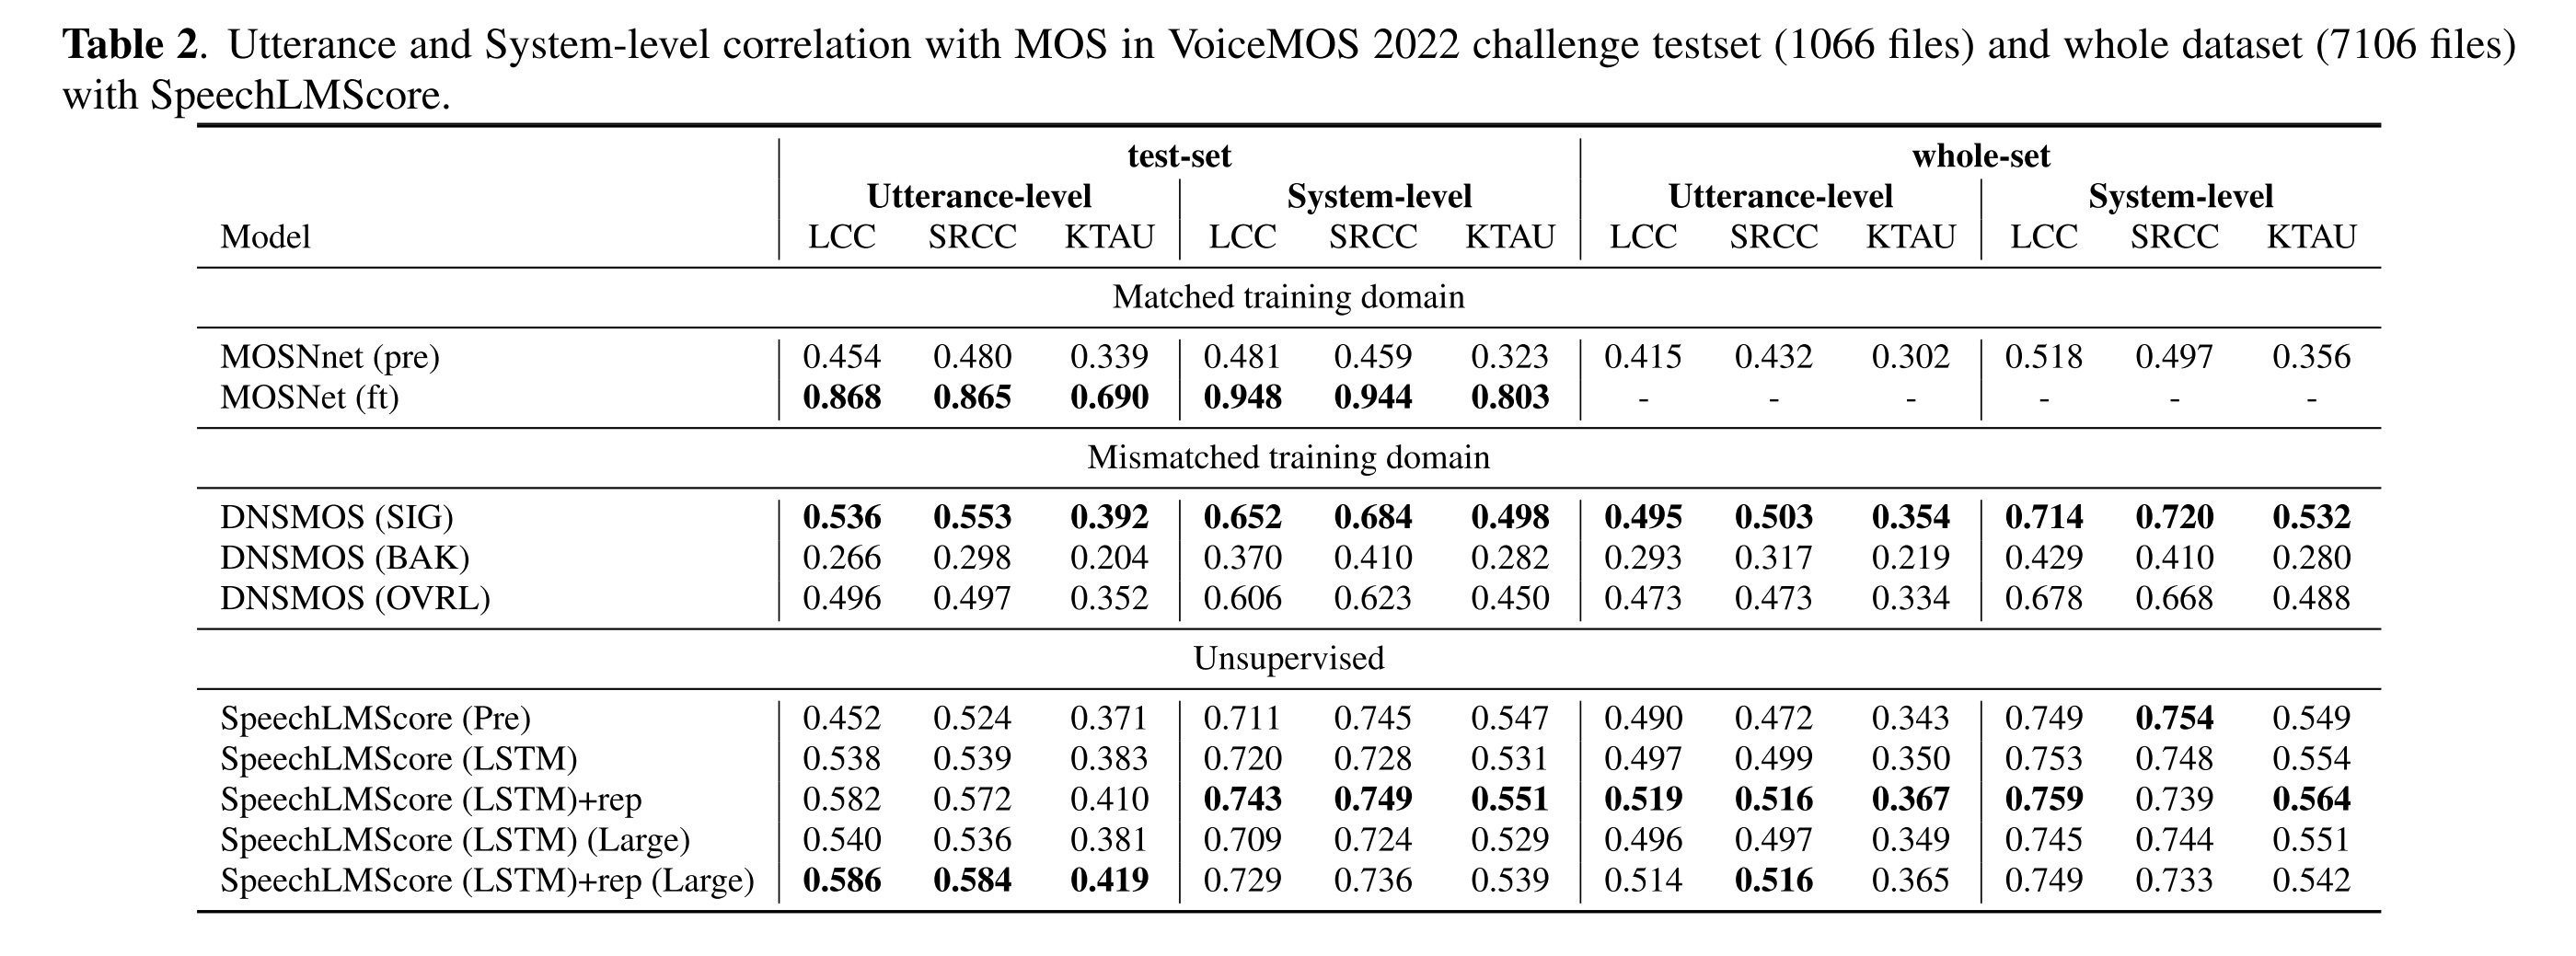 Table 2. Utterance and System-level correlation with MOS in VoiceMOS 2022 challenge testset (1066 files) and whole dataset (7106 files)
with SpeechLMScore.
test-set whole-set
Utterance-level System-level Utterance-level System-level
Model LCC SRCC KTAU LCC SRCC KTAU LCC SRCC KTAU LCC SRCC KTAU
Matched training domain
MOSNnet (pre) 0.454 0.480 0.339 0.481 0.459 0.323 0.415 0.432 0.302 0.518 0.497 0.356
MOSNet (ft) 0.868 0.865 0.690 0.948 0.944 0.803 - - - - - -
Mismatched training domain
DNSMOS (SIG) 0.536 0.553 0.392 0.652 0.684 0.498 0.495 0.503 0.354 0.714 0.720 0.532
DNSMOS (BAK) 0.266 0.298 0.204 0.370 0.410 0.282 0.293 0.317 0.219 0.429 0.410 0.280
DNSMOS (OVRL) 0.496 0.497 0.352 0.606 0.623 0.450 0.473 0.473 0.334 0.678 0.668 0.488
Unsupervised
SpeechLMScore (Pre) 0.452 0.524 0.371 0.711 0.745 0.547 0.490 0.472 0.343 0.749 0.754 0.549
SpeechLMScore (LSTM) 0.538 0.539 0.383 0.720 0.728 0.531 0.497 0.499 0.350 0.753 0.748 0.554
SpeechLMScore (LSTM)+rep 0.582 0.572 0.410 0.743 0.749 0.551 0.519 0.516 0.367 0.759 0.739 0.564
SpeechLMScore (LSTM) (Large) 0.540 0.536 0.381 0.709 0.724 0.529 0.496 0.497 0.349 0.745 0.744 0.551
SpeechLMScore (LSTM)+rep (Large) 0.586 0.584 0.419 0.729 0.736 0.539 0.514 0.516 0.365 0.749 0.733 0.542